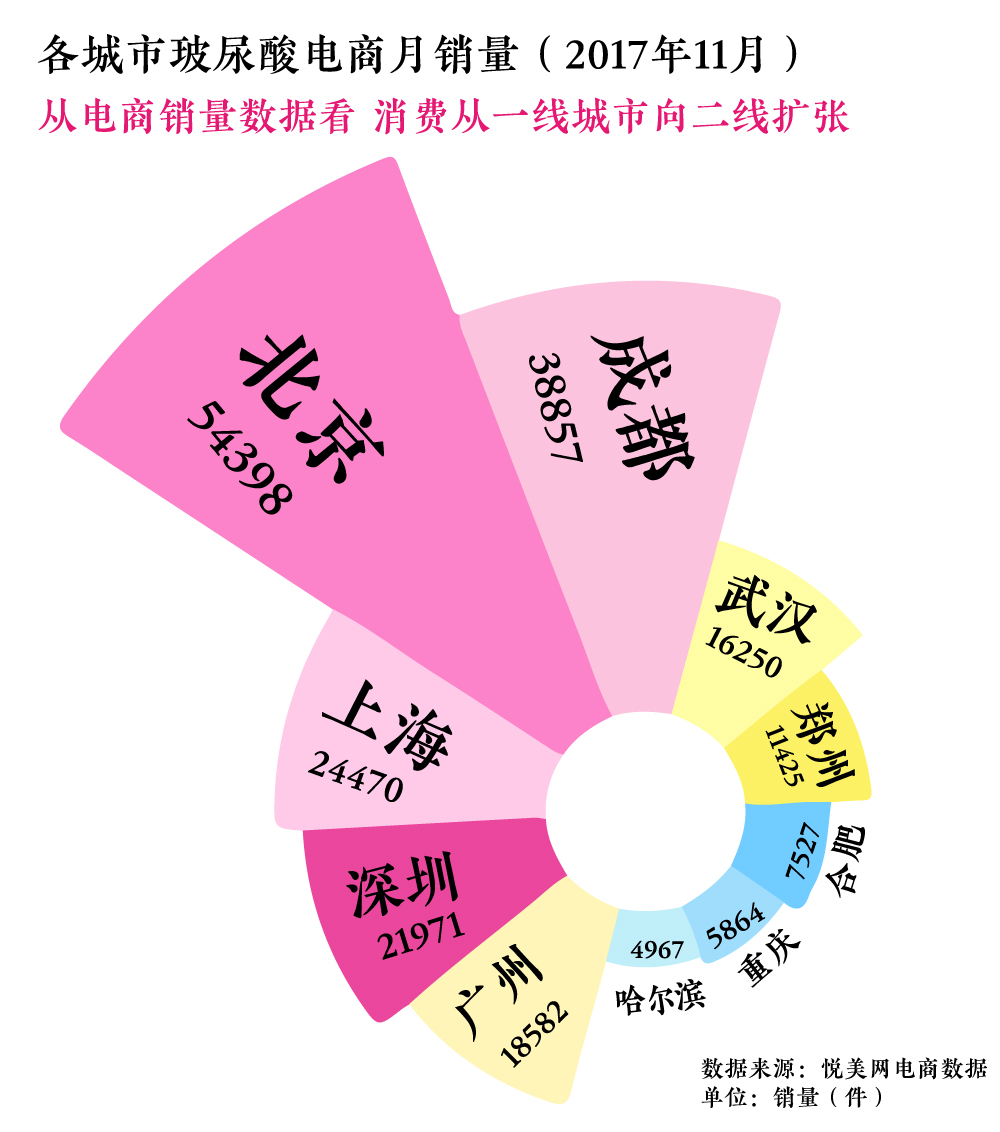 各城市玻尿酸电商月销量（2017年11月）
从电商销量数据看 消费从一线城市向二线扩张
北京
54398
成都
38857
武汉
16250
郑州
11425
合肥
7527
重庆
5864
哈尔滨
4967
广州
18582
深圳
21971
上海
24470
数据来源：悦美网电商数据
单位：销量（件）